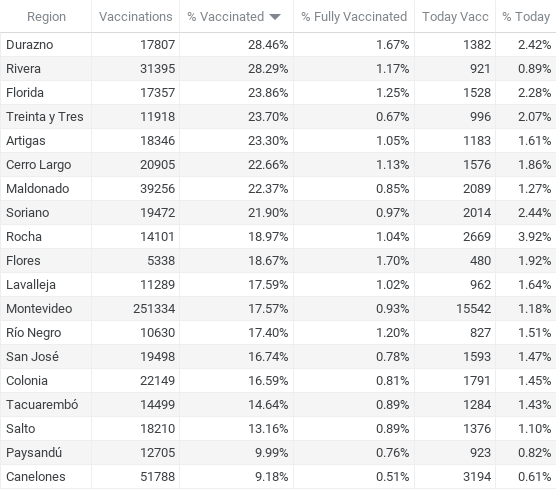 Region Vaccinations % Vaccinated % Fully Vaccinated Today Vacc % Today
Durazno 17807 28.46% 1.67% 1382 2.42%
Rivera 31395 28.29% 1.17% 921 0.89%
Florida 17357 23.86% 1.25% 1528 2.28%
Treinta y Tres 11918 23.70% 0.67% 996 2.07%
Artigas 18346 23.30% 1.05% 1183 1.61%
Cerro Largo 20905 22.66% 1.13% 1576 1.86%
Maldonado 39256 22.37% 0.85% 2089 1.27%
Soriano 19472 21.90% 0.97% 2014 2.44%
Rocha 14101 18.97% 1.04% 2669 3.92%
Flores 5338 18.67% 1.70% 480 1.92%
Lavalleja 11289 17.59% 1.02% 962 1.64%
Montevideo 251334 17.57% 0.93% 15542 1.18%
Río Negro 10630 17.40% 1.20% 827 1.51%
San José 19498 16.74% 0.78% 1593 1.47%
Colonia 22149 16.59% 0.81% 1791 1.45%
Tacuarembó 14499 14.64% 0.89% 1284 1.43%
Salto 18210 13.16% 0.89% 1376 1.10%
Paysandú 12705 9.99% 0.76% 923 0.82%
Canelones 51788 9.18% 0.51% 3194 0.61%